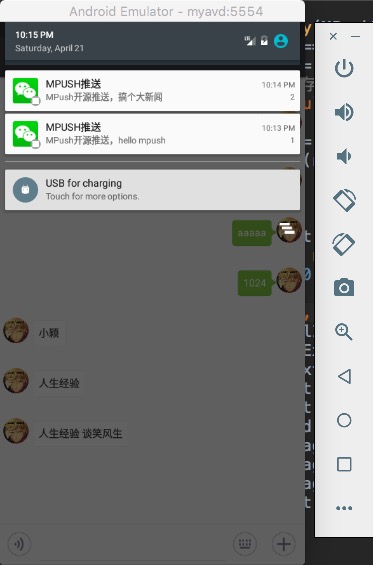 Android Emulator - myavd:5554
10:15 PM
Saturday, April 21
MPUSH推送
10:14 PM
MPush开源推送，搞个大新闻
2
MPUSH推送
10:13 PM
MPush开源推送，hello mpush
1
USB for charging
Touch for more options.
aaaaa
1024
小颖
人生经验
人生经验 谈笑风生